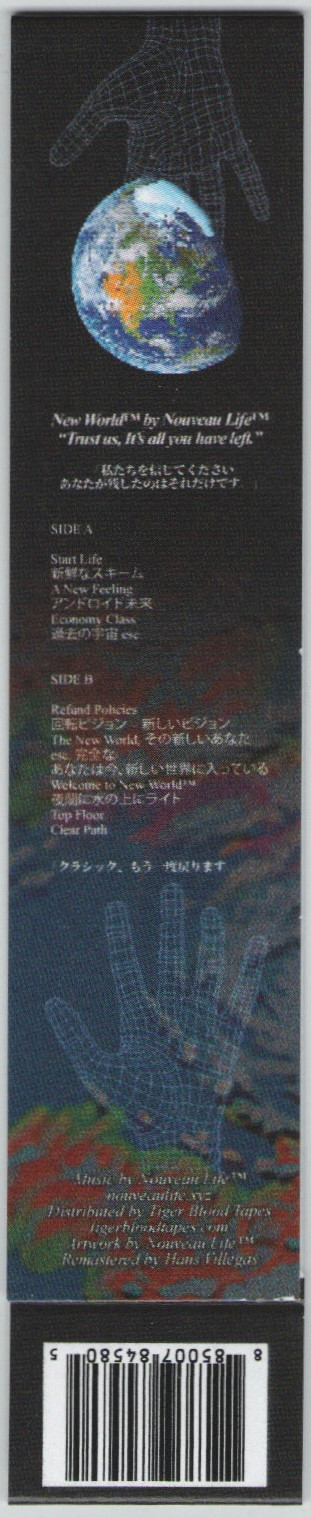 New World™ by Nouveau Life™
"Trust us, It's all you have left."
「私たちを信じてください
あなたが残したのはそれだけです。」
SIDE A
Start Life
新鮮なスキーム
A New Feeling
アンドロイド未来
Economy Class
過去の宇宙 esc
SIDE B
Refund Policies
回転ビジョン 新しいビジョン
The New World, その新しいあなた
esc 完全な
あなたは今、新しい世界に入っている
Welcome to New World™
夜間に水の上にライト
Top Floor
Clear Path
「クラシック、もう一度戻ります
Music by Nouveau Life™
nouveaulife.xyz
Distributed by Tiger Blood Tapes
tigerbloodtapes.com
Artwork by Nouveau Life™
Remastered by Hans Villegas
8 85007 84580 5